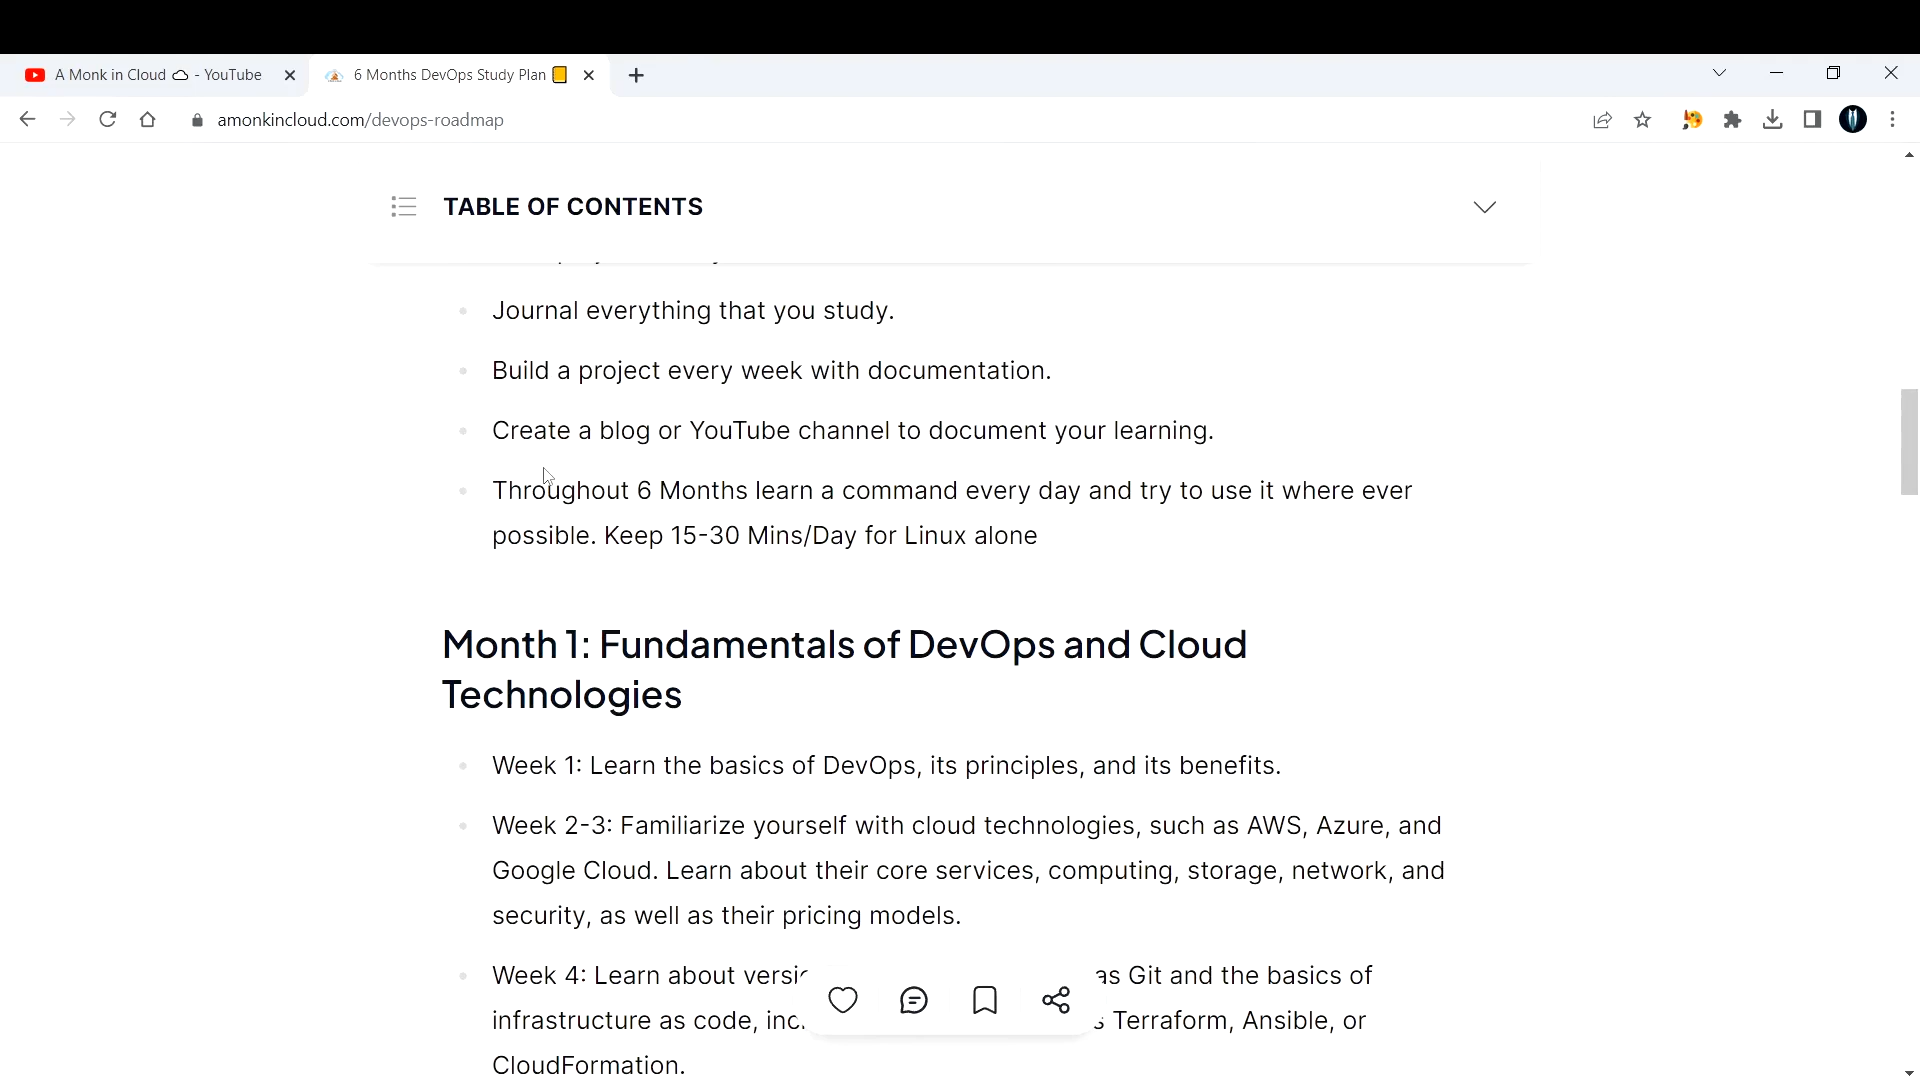 A Monk in Cloud - YouTube
6 Months DevOps Study Plan
amonkincloud.com/devops-roadmap
TABLE OF CONTENTS
Journal everything that you study.
Build a project every week with documentation.
Create a blog or YouTube channel to document your learning.
Throughout 6 Months learn a command every day and try to use it where ever
possible. Keep 15-30 Mins/Day for Linux alone
Month 1: Fundamentals of DevOps and Cloud
Technologies
Week 1: Learn the basics of DevOps, its principles, and its benefits.
Week 2-3: Familiarize yourself with cloud technologies, such as AWS, Azure, and
Google Cloud. Learn about their core services, computing, storage, network, and
security, as well as their pricing models.
Week 4: Learn about as Git and the basics of
infrastructure as code, Terraform, Ansible, or
CloudFormation.